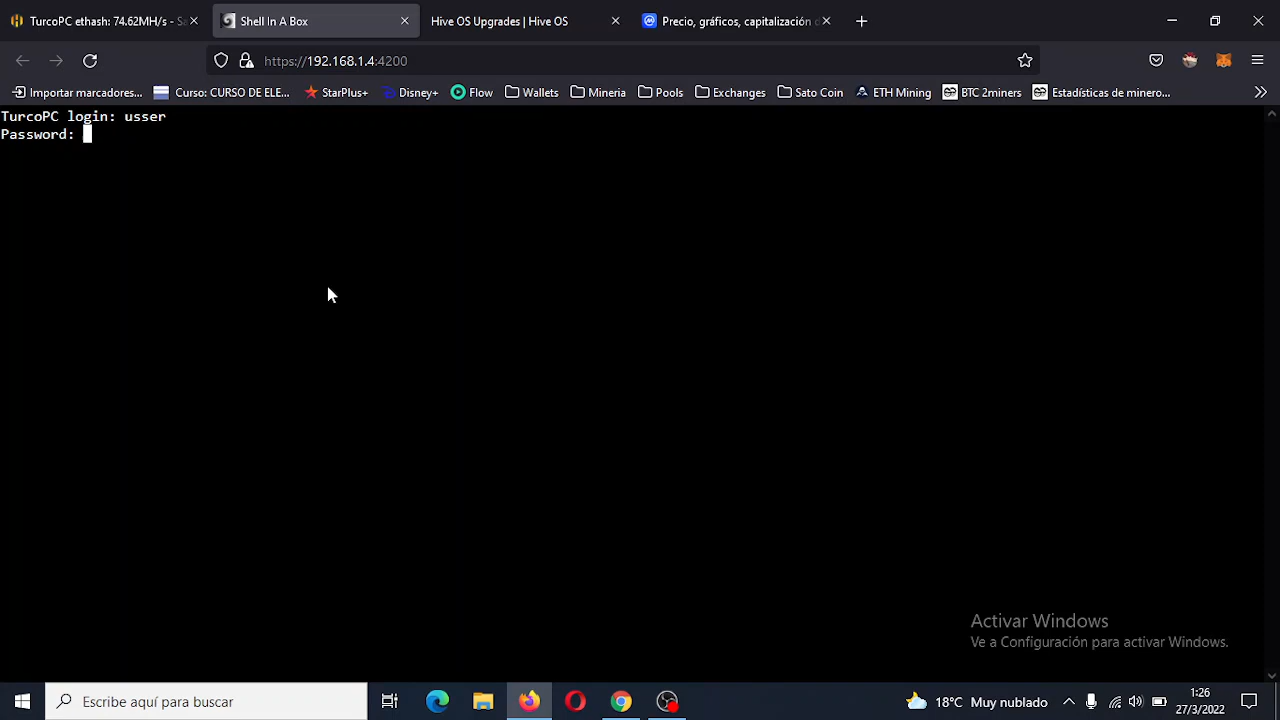 TurcoPC ethash: 74.62MH/s - Sa
Shell In A Box
Hive OS Upgrades | Hive OS
Precio, gráficos, capitalización d
https://192.168.1.4:4200
Importar marcadores...
Curso: CURSO DE ELE...
StarPlus+
Disney+
Flow
Wallets
Mineria
Pools
Exchanges
Sato Coin
ETH Mining
BTC 2miners
Estadísticas de minero...
TurcoPC login: usser
Password:
Activar Windows
Ve a Configuración para activar Windows.
Escribe aquí para buscar
18°C Muy nublado
1:26
27/3/2022